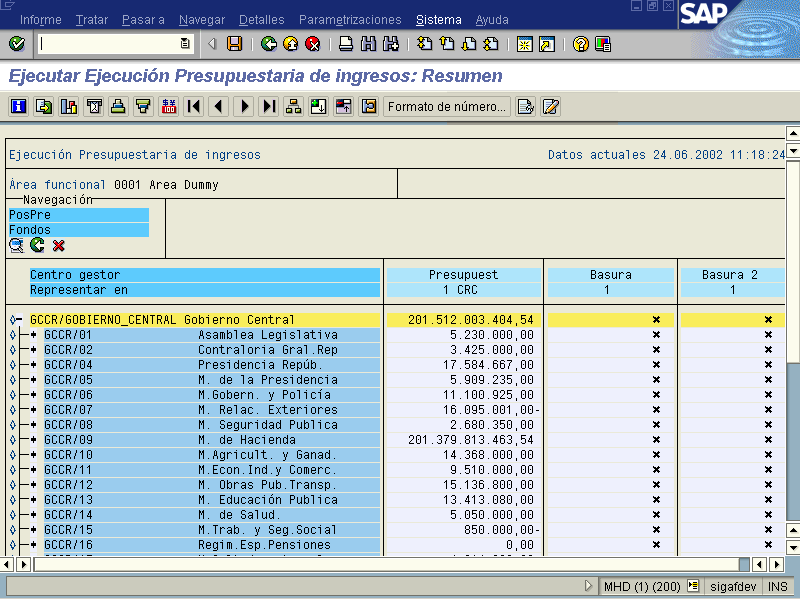 Informe Tratar Pasar a Navegar Detalles Parametrizaciones Sistema Ayuda
SAP
Ejecutar Ejecución Presupuestaria de ingresos: Resumen
Formato de número...
Ejecución Presupuestaria de ingresos Datos actuales 24.06.2002 11:18:24
Área funcional 0001 Area Dummy
Navegación
PosPre
Fondos
Centro gestor Presupuest Basura Basura 2
Representar en 1 CRC 1 1
GCCR/GOBIERNO_CENTRAL Gobierno Central 201.512.003.404,54 × ×
GCCR/01 Asamblea Legislativa 5.230.000,00 × ×
GCCR/02 Contraloria Gral.Rep 3.425.000,00 × ×
GCCR/04 Presidencia Repúb. 17.584.667,00 × ×
GCCR/05 M. de la Presidencia 5.909.235,00 × ×
GCCR/06 M.Gobern. y Policía 11.100.925,00 × ×
GCCR/07 M. Relac. Exteriores 16.095.001,00- × ×
GCCR/08 M. Seguridad Publica 2.680.350,00 × ×
GCCR/09 M. de Hacienda 201.379.813.463,54 × ×
GCCR/10 M.Agricult. y Ganad. 14.368.000,00 × ×
GCCR/11 M.Econ.Ind.y Comerc. 9.510.000,00 × ×
GCCR/12 M. Obras Pub.Transp. 15.136.800,00 × ×
GCCR/13 M. Educación Publica 13.413.080,00 × ×
GCCR/14 M. de Salud. 5.050.000,00 × ×
GCCR/15 M.Trab. y Seg.Social 850.000,00- × ×
GCCR/16 Regim.Esp.Pensiones 0,00 × ×
MHD (1) (200) sigafdev INS